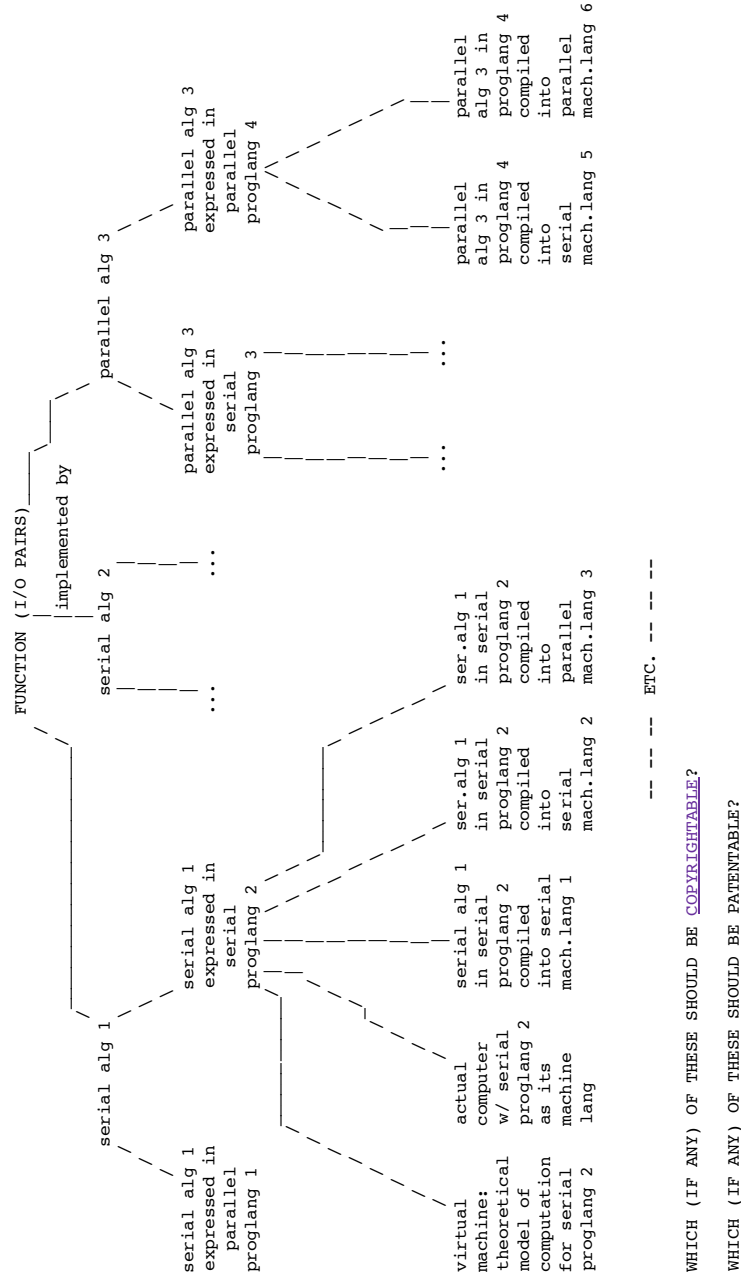 FUNCTION (I/O PAIRS)
implemented by
serial alg 1
serial alg 2
parallel alg 3
serial alg 1
expressed in
parallel
proglang 1
serial alg 1
expressed in
serial
proglang 2
...
...
parallel alg 3
expressed in
serial
proglang 3
parallel alg 3
expressed in
parallel
proglang 4
virtual
machine:
theoretical
model of
computation
for serial
proglang 2
actual
computer
w/ serial
proglang 2
as its
machine
lang
serial alg 1
in serial
proglang 2
compiled
into serial
mach.lang 1
ser.alg 1
in serial
proglang 2
compiled
into
serial
mach.lang 2
ser.alg 1
in serial
proglang 2
compiled
into
parallel
mach.lang 3
...
...
parallel
alg 3 in
proglang 4
compiled
into
serial
mach.lang 5
parallel
alg 3 in
proglang 4
compiled
into
parallel
mach.lang 6
-- -- -- ETC. -- -- --
WHICH (IF ANY) OF THESE SHOULD BE COPYRIGHTABLE?
WHICH (IF ANY) OF THESE SHOULD BE PATENTABLE?